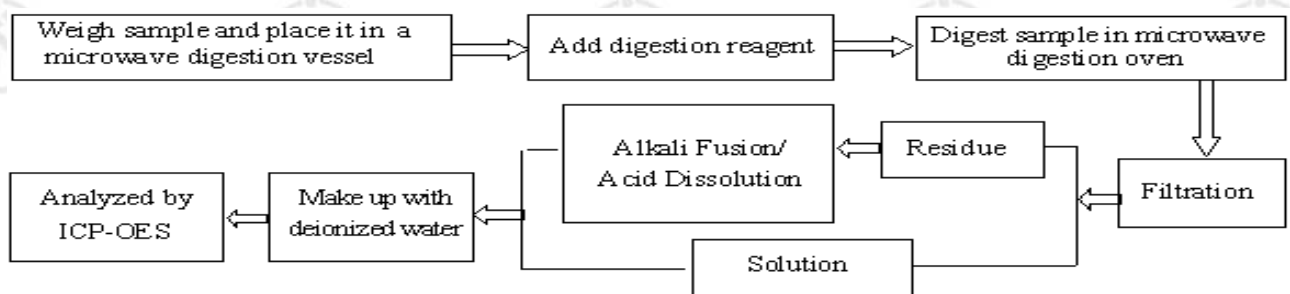 Weigh sample and place it in a
microwave digestion vessel
Add digestion reagent
Digest sample in microwave
digestion oven
Filtration
Residue
Solution
Alkali Fusion/
Acid Dissolution
Make up with
deionized water
Analyzed by
ICP-OES